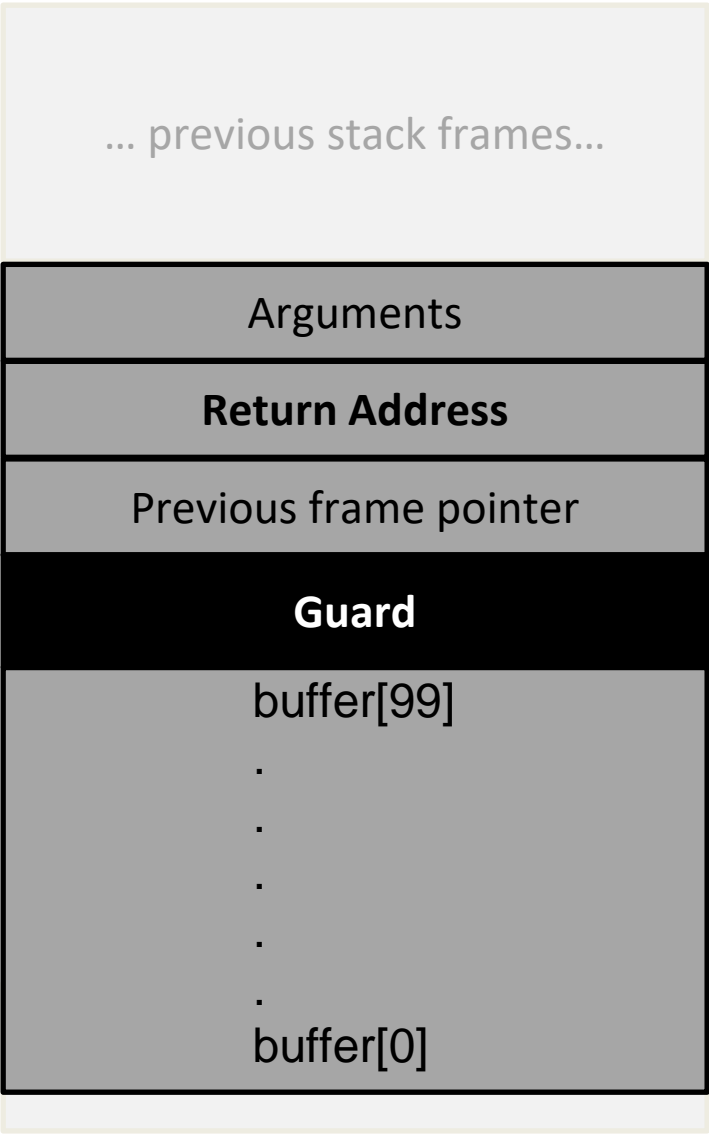 ... previous stack frames...
Arguments
Return Address
Previous frame pointer
Guard
buffer[99]
.
.
.
.
.
buffer[0]